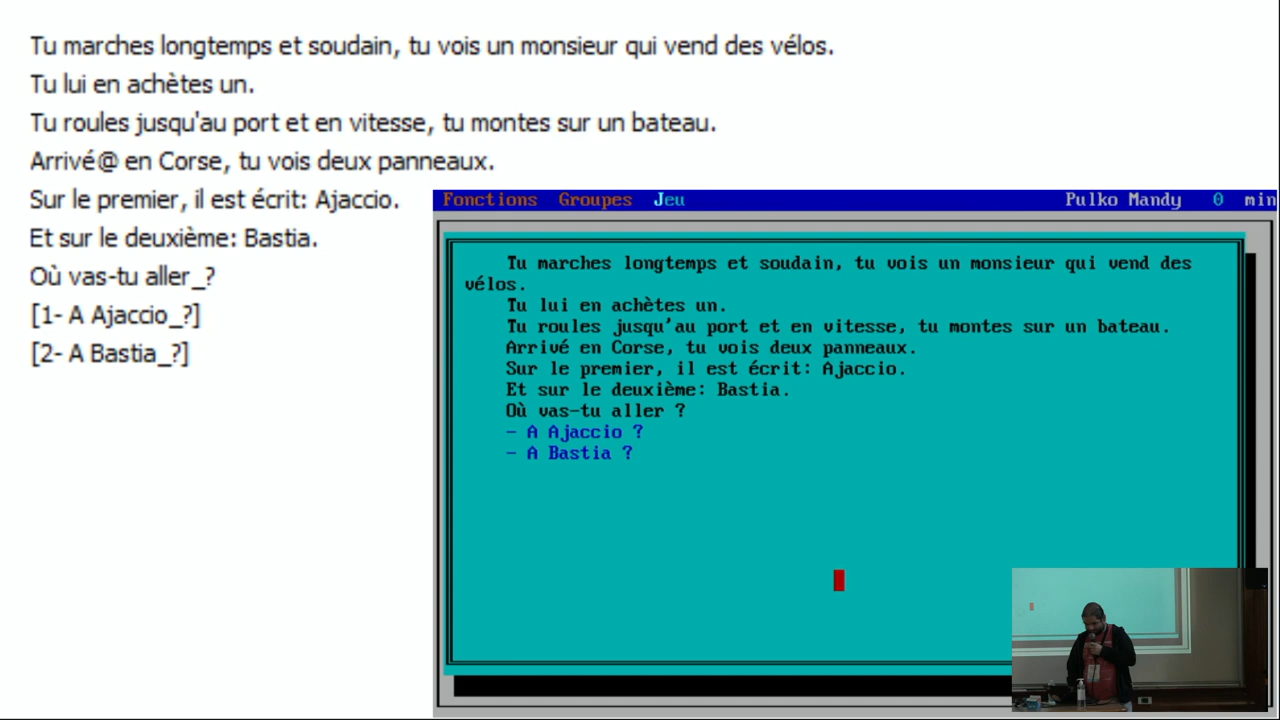 Tu marches longtemps et soudain, tu vois un monsieur qui vend des vélos.
Tu lui en achètes un.
Tu roules jusqu'au port et en vitesse, tu montes sur un bateau.
Arrivé@ en Corse, tu vois deux panneaux.
Sur le premier, il est écrit: Ajaccio.
Et sur le deuxième: Bastia.
Où vas-tu aller_?
[1- A Ajaccio_?]
[2- A Bastia_?]
Fonctions Groupes Jeu Pulko Mandy 0 min
Tu marches longtemps et soudain, tu vois un monsieur qui vend des
vélos.
Tu lui en achètes un.
Tu roules jusqu'au port et en vitesse, tu montes sur un bateau.
Arrivé en Corse, tu vois deux panneaux.
Sur le premier, il est écrit: Ajaccio.
Et sur le deuxième: Bastia.
Où vas-tu aller ?
- A Ajaccio ?
- A Bastia ?